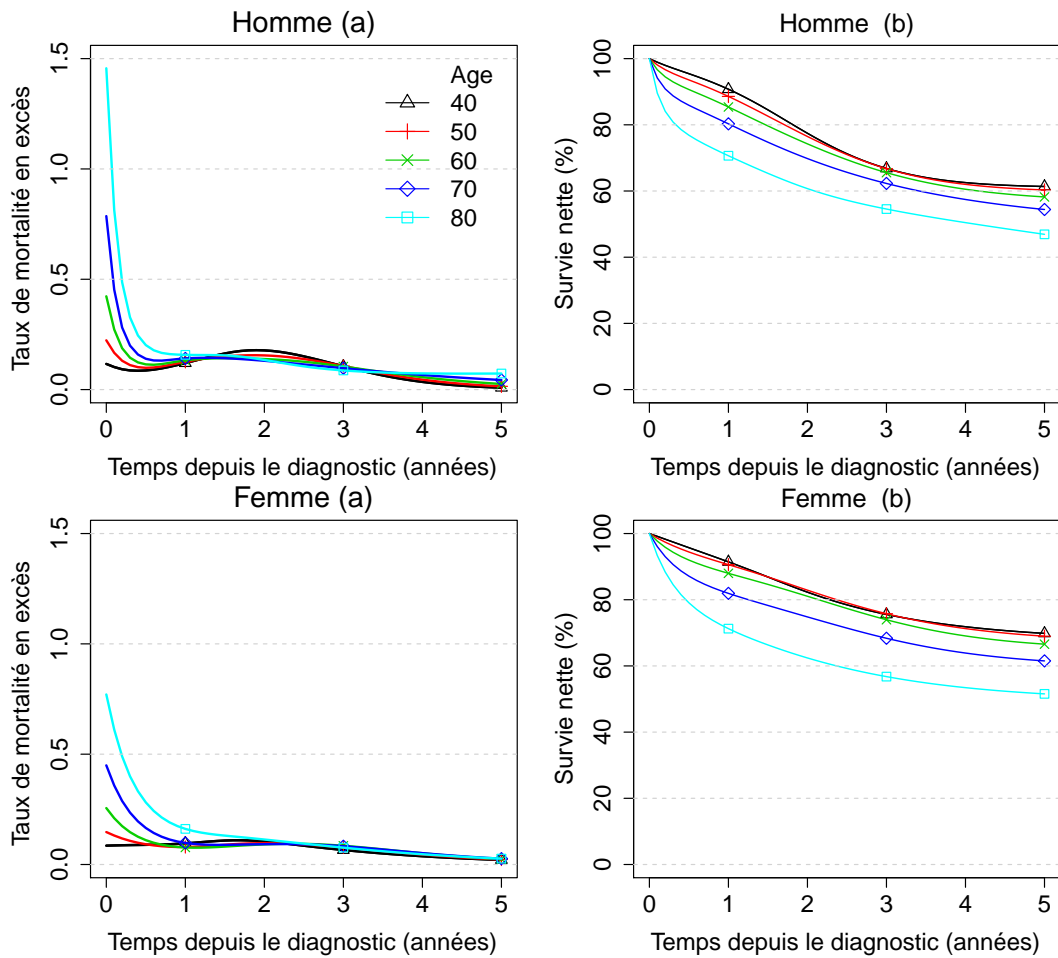 Homme (a)
Taux de mortalité en excès
0.0 0.5 1.0 1.5
Age
40
50
60
70
80
0 1 2 3 4 5
Temps depuis le diagnostic (années)
Homme (b)
Survie nette (%)
0 20 40 60 80 100
0 1 2 3 4 5
Temps depuis le diagnostic (années)
Femme (a)
Taux de mortalité en excès
0.0 0.5 1.0 1.5
0 1 2 3 4 5
Temps depuis le diagnostic (années)
Femme (b)
Survie nette (%)
0 20 40 60 80 100
0 1 2 3 4 5
Temps depuis le diagnostic (années)